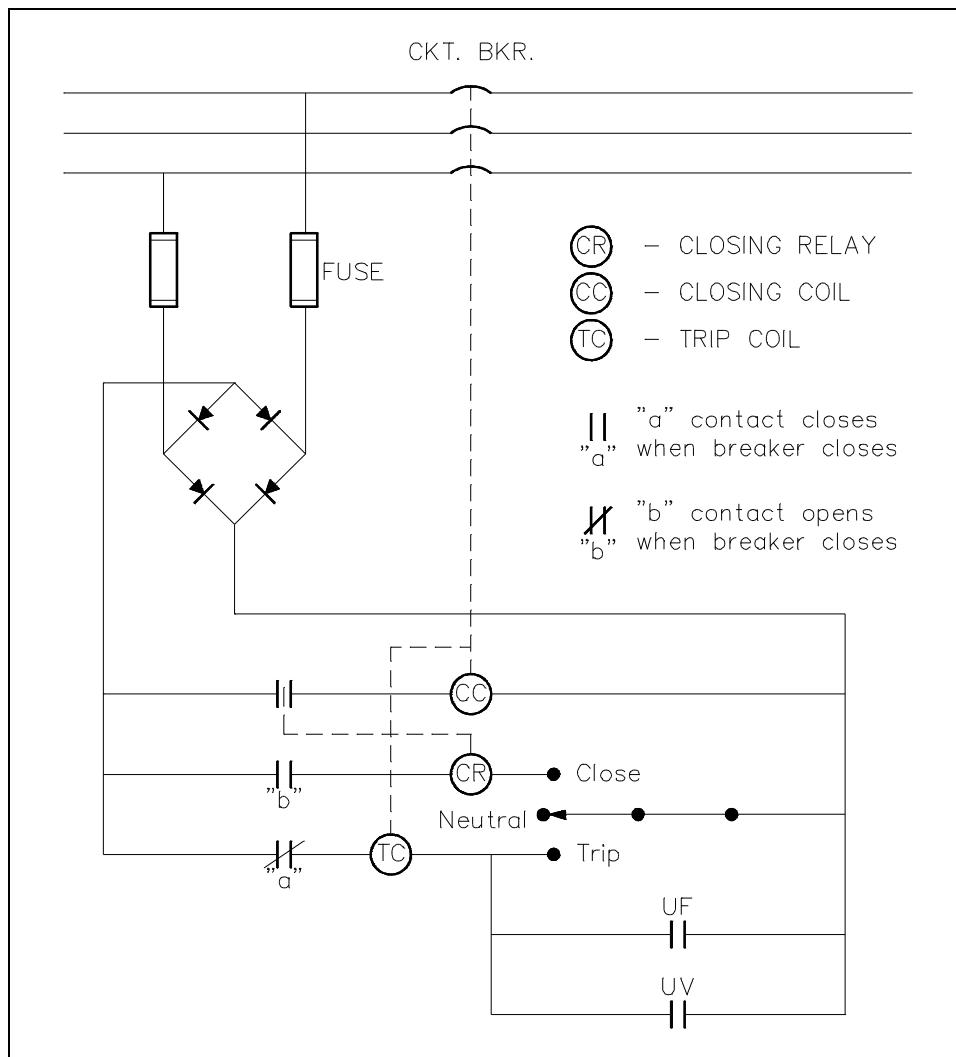 CKT. BKR.
FUSE
CR - CLOSING RELAY
CC - CLOSING COIL
TC - TRIP COIL
"a" contact closes
"a" when breaker closes
"b" contact opens
"b" when breaker closes
CC
CR
Close
"b"
Neutral
TC
Trip
"a"
UF
UV